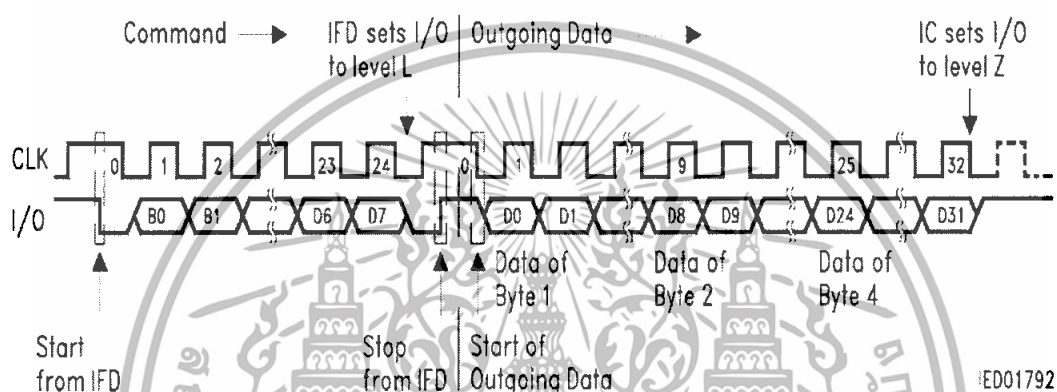 Command IFD sets I/O Outgoing Data IC sets I/O
to level L to level Z
CLK 0 1 2 23 24 0 1 9 25 32
I/O B0 B1 D6 D7 D0 D1 D8 D9 D24 D31
Data of Data of Data of
Byte 1 Byte 2 Byte 4
Start Stop Start of
from IFD from IFD Outgoing Data IED01792